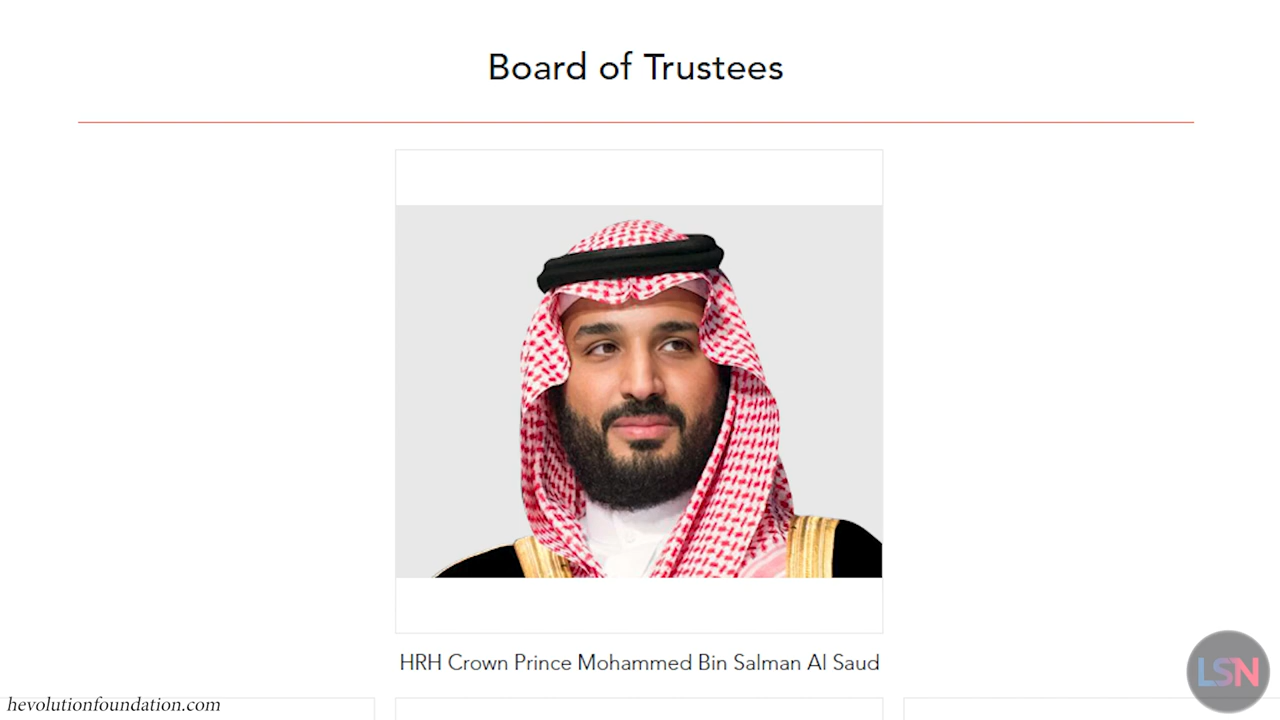 Board of Trustees
HRH Crown Prince Mohammed Bin Salman Al Saud
hevolutionfoundation.com
LSN